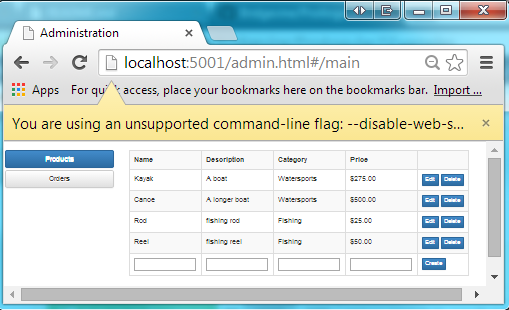 Administration
localhost:5001/admin.html#/main
Apps For quick access, place your bookmarks here on the bookmarks bar. Import ...
You are using an unsupported command-line flag: --disable-web-s...
Products
Orders
Name Description Category Price
Kayak A boat Watersports $275.00 Edit Delete
Canoe A longer boat Watersports $500.00 Edit Delete
Rod fishing rod Fishing $25.00 Edit Delete
Reel fishing reel Fishing $50.00 Edit Delete
Create